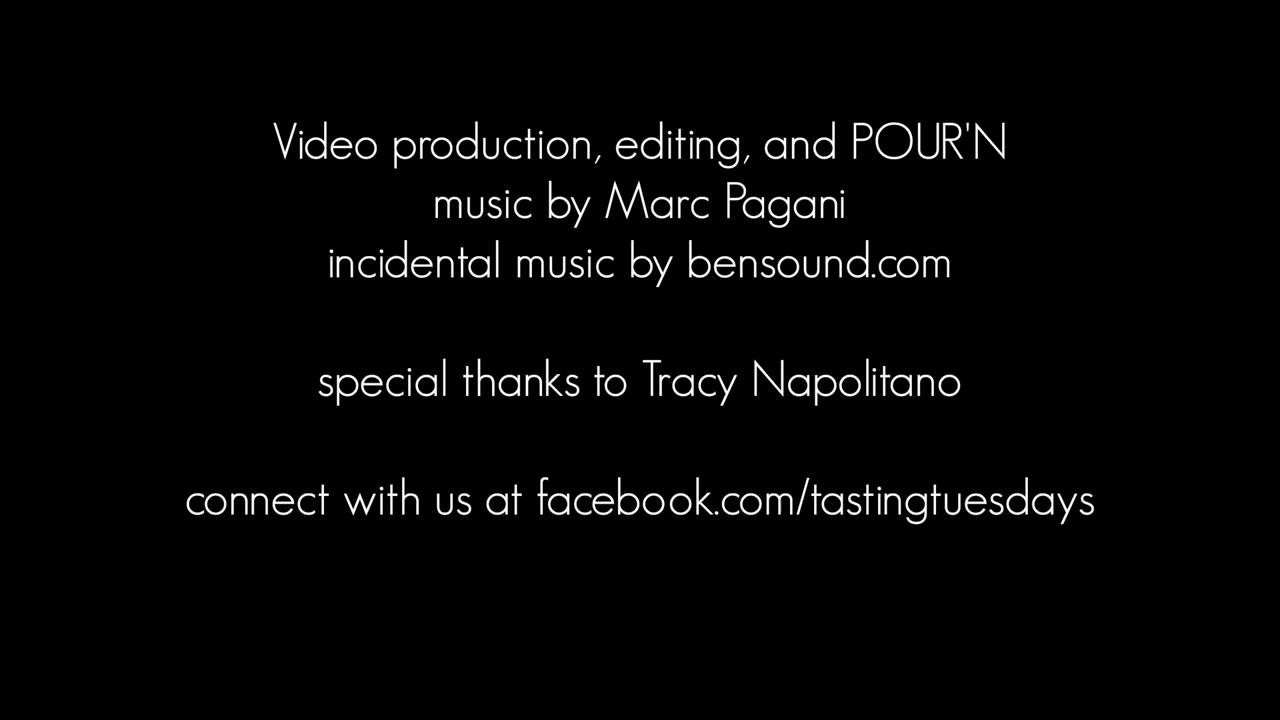 Video production, editing, and POUR'N
music by Marc Pagani
incidental music by bensound.com
special thanks to Tracy Napolitano
connect with us at facebook.com/tastingtuesdays